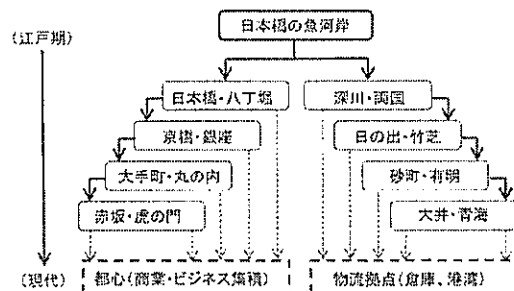 日本橋の魚河岸
(江戸期)
日本橋・八丁堀
深川・両国
京橋・銀座
日の出・竹芝
大手町・丸の内
砂町・有明
赤坂・虎の門
大井・青海
(現代)
都心(商業・ビジネス集積)
物流拠点(倉庫、港湾)